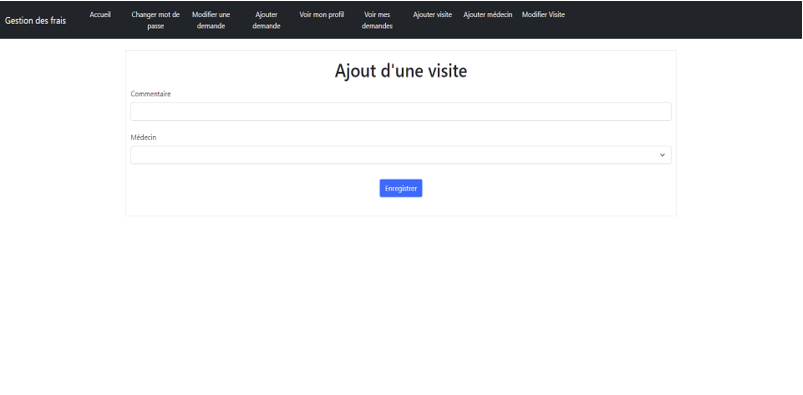 Gestion des frais
Accueil
Changer mot de
passe
Modifier une
demande
Ajouter
demande
Voir mon profil
Voir mes
demandes
Ajouter visite
Ajouter médecin
Modifier Visite
Ajout d'une visite
Commentaire
Médecin
Enregistrer